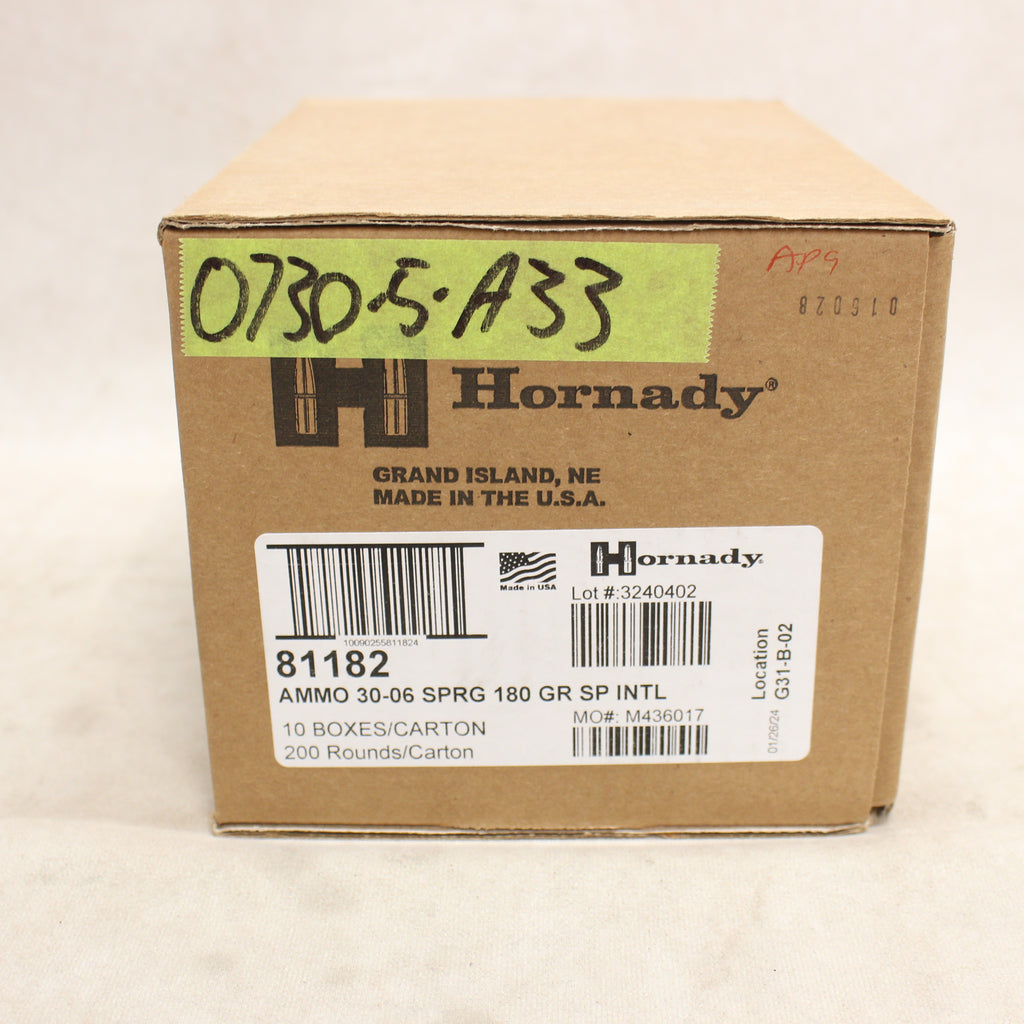 0730-5-A33
APG
016028
Hornady®
GRAND ISLAND, NE
MADE IN THE U.S.A.
Made in USA
Hornady
10090255811824
Lot #:3240402
81182
AMMO 30-06 SPRG 180 GR SP INTL
10 BOXES/CARTON
200 Rounds/Carton
MO#: M436017
Location
G31-B-02
01/26/24